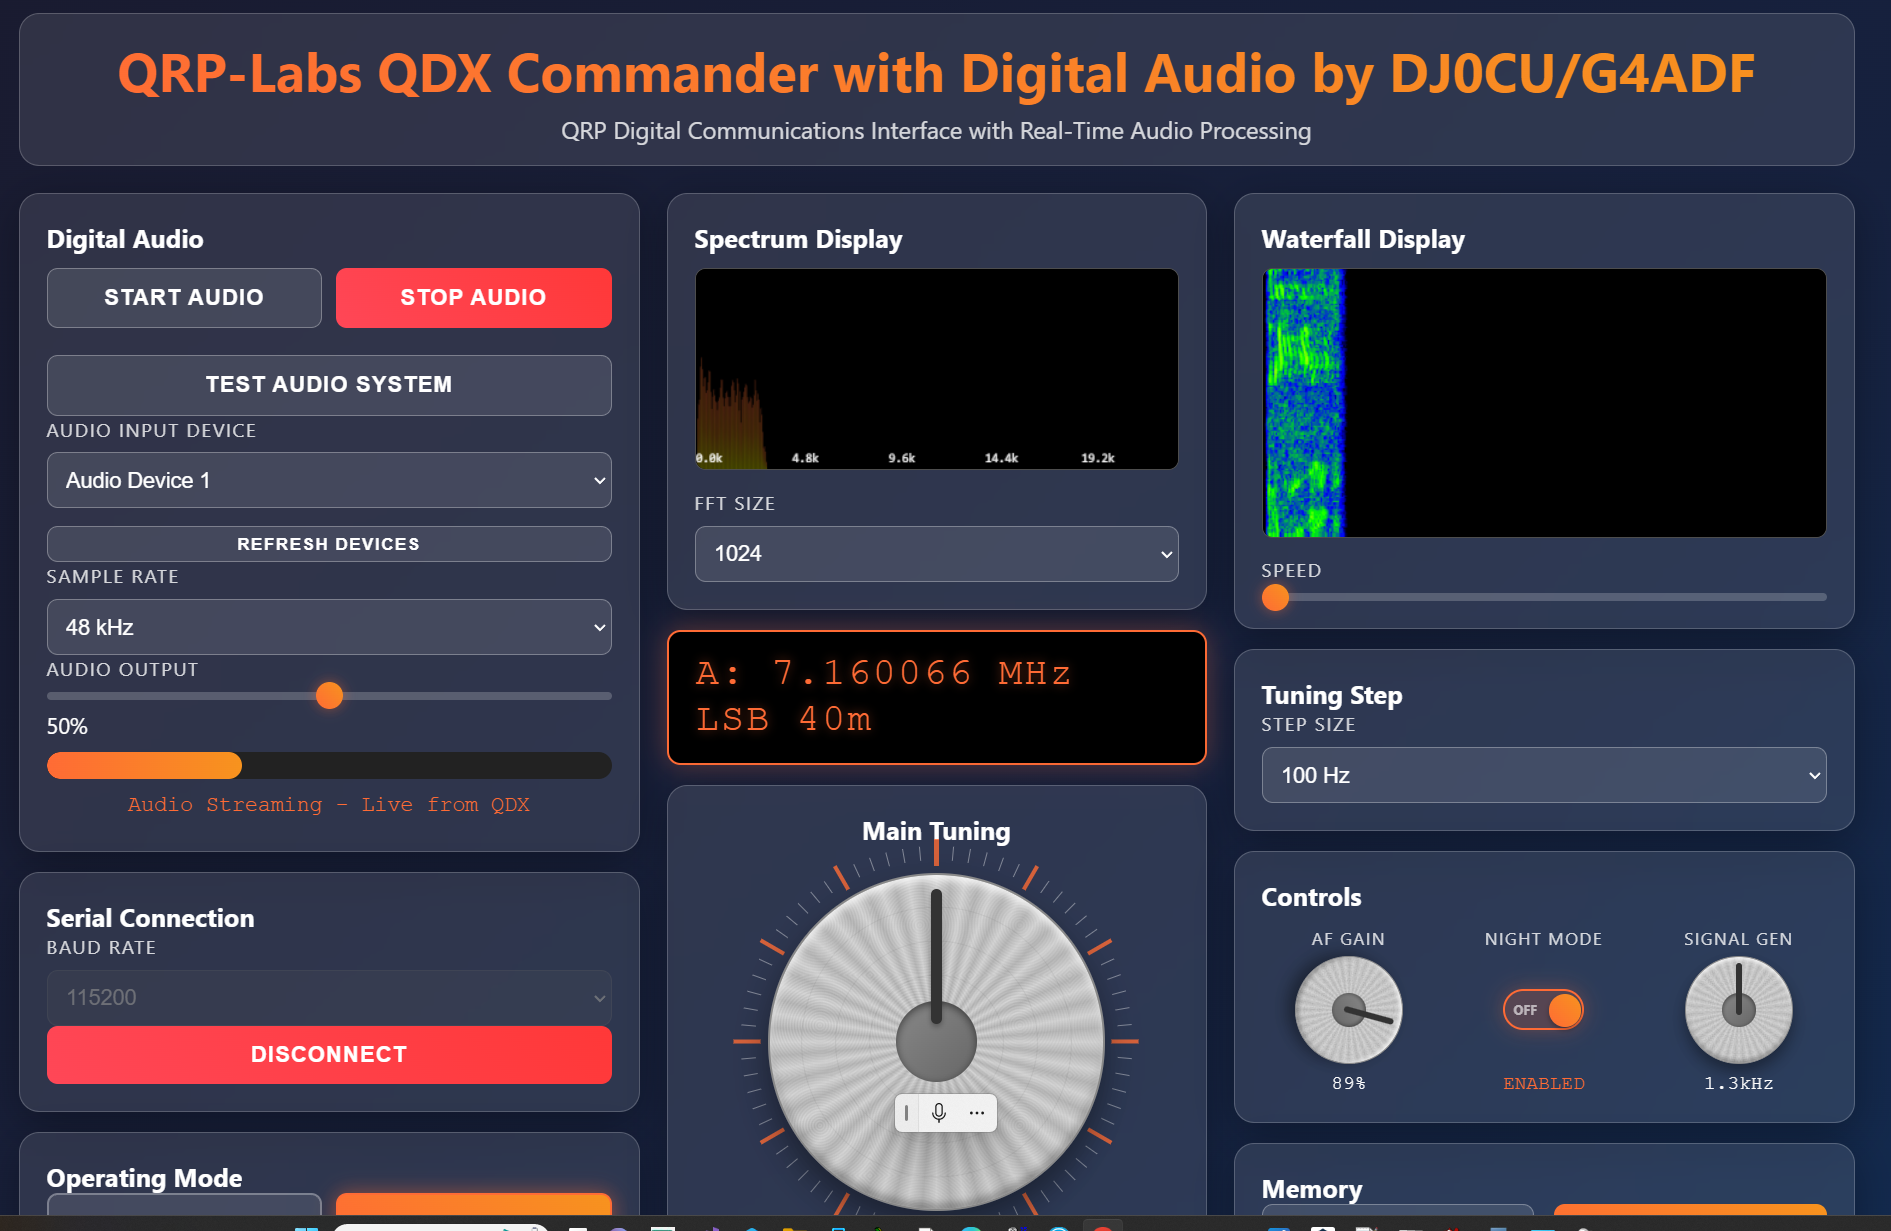 QRP-Labs QDX Commander with Digital Audio by DJ0CU/G4ADF
QRP Digital Communications Interface with Real-Time Audio Processing
Digital Audio
START AUDIO
STOP AUDIO
TEST AUDIO SYSTEM
AUDIO INPUT DEVICE
Audio Device 1
REFRESH DEVICES
SAMPLE RATE
48 kHz
AUDIO OUTPUT
50%
Audio Streaming - Live from QDX
Serial Connection
BAUD RATE
115200
DISCONNECT
Operating Mode
Spectrum Display
0.0k 4.8k 9.6k 14.4k 19.2k
FFT SIZE
1024
A: 7.160066 MHz
LSB 40m
Main Tuning
Waterfall Display
SPEED
Tuning Step
STEP SIZE
100 Hz
Controls
AF GAIN
89%
NIGHT MODE
OFF
ENABLED
SIGNAL GEN
1.3kHz
Memory